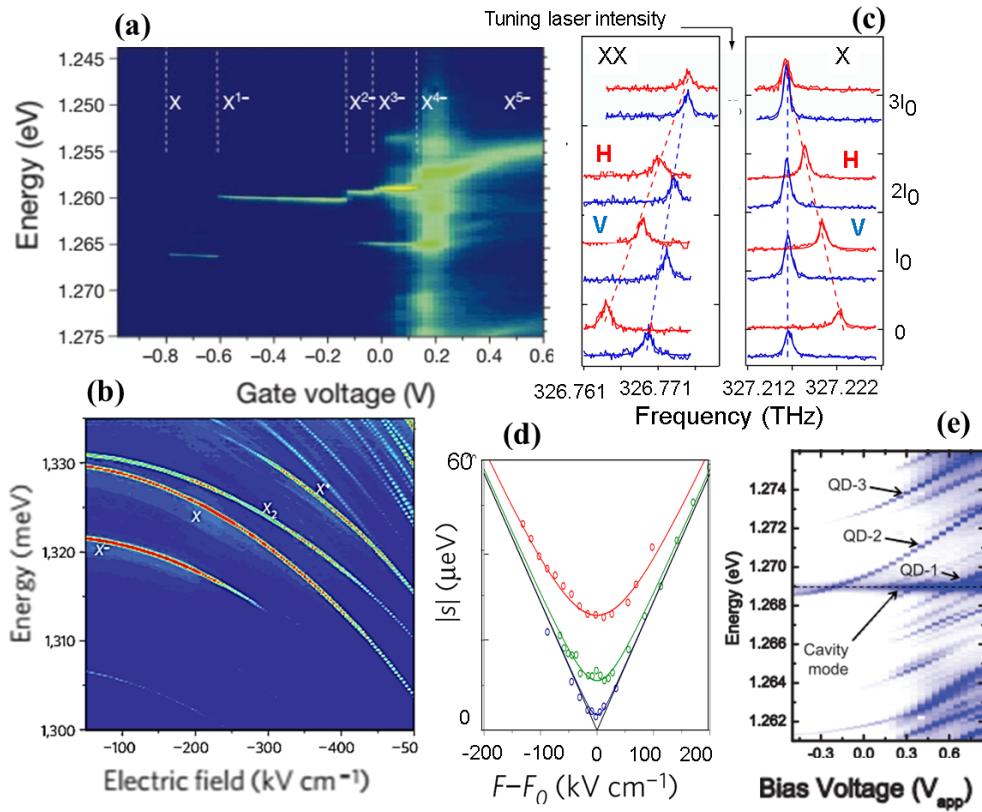 (a)
X
X1-
X2-
X3-
X4-
X5-
1.245
1.250
1.255
1.260
1.265
1.270
1.275
Energy (eV)
−0.8
−0.6
−0.4
−0.2
0.0
0.2
0.4
0.6
Gate voltage (V)
Tuning laser intensity
(c)
XX
X
H
V
H
V
3I0
2I0
I0
0
326.761
326.771
327.212
327.222
Frequency (THz)
(b)
1,330
1,320
1,310
1,300
Energy (meV)
X-
X
X2
X+
-100
-200
-300
-400
-50
Electric field (kV cm−1)
(d)
60
0
|s| (µeV)
-200
-100
0
100
200
F−F0 (kV cm−1)
(e)
1.274
1.272
1.270
1.268
1.266
1.264
1.262
Energy (eV)
QD-3
QD-2
QD-1
Cavity
mode
-0.3
0.0
0.3
0.6
Bias Voltage (Vapp)